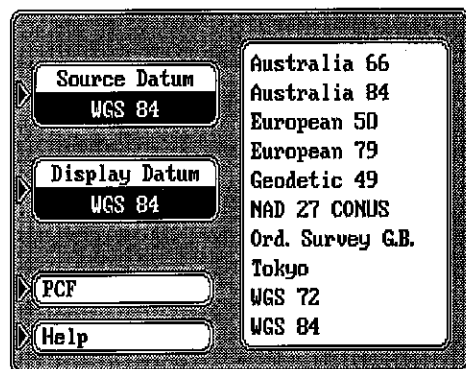 Source Datum
WGS 84
Display Datum
WGS 84
PCF
Help
Australia 66
Australia 84
European 50
European 79
Geodetic 49
NAD 27 CONUS
Ord. Survey G.B.
Tokyo
WGS 72
WGS 84